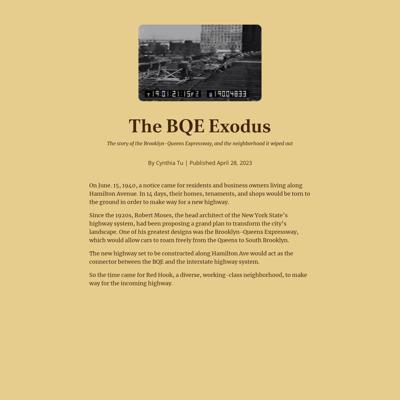 The BQE Exodus
The story of the Brooklyn-Queens Expressway, and the neighborhood it wiped out
By Cynthia Tu | Published April 28, 2023
On June. 15, 1940, a notice came for residents and business owners living along
Hamilton Avenue. In 14 days, their homes, tenaments, and shops would be torn to
the ground in order to make way for a new highway.
Since the 1920s, Robert Moses, the head architect of the New York State's
highway system, had been proposing a grand plan to transform the city's
landscape. One of his greatest designs was the Brooklyn-Queens Expressway,
which would allow cars to roam freely from the Queens to South Brooklyn.
The new highway set to be constructed along Hamilton Ave would act as the
connector between the BQE and the interstate highway system.
So the time came for Red Hook, a diverse, working-class neighborhood, to make
way for the incoming highway.